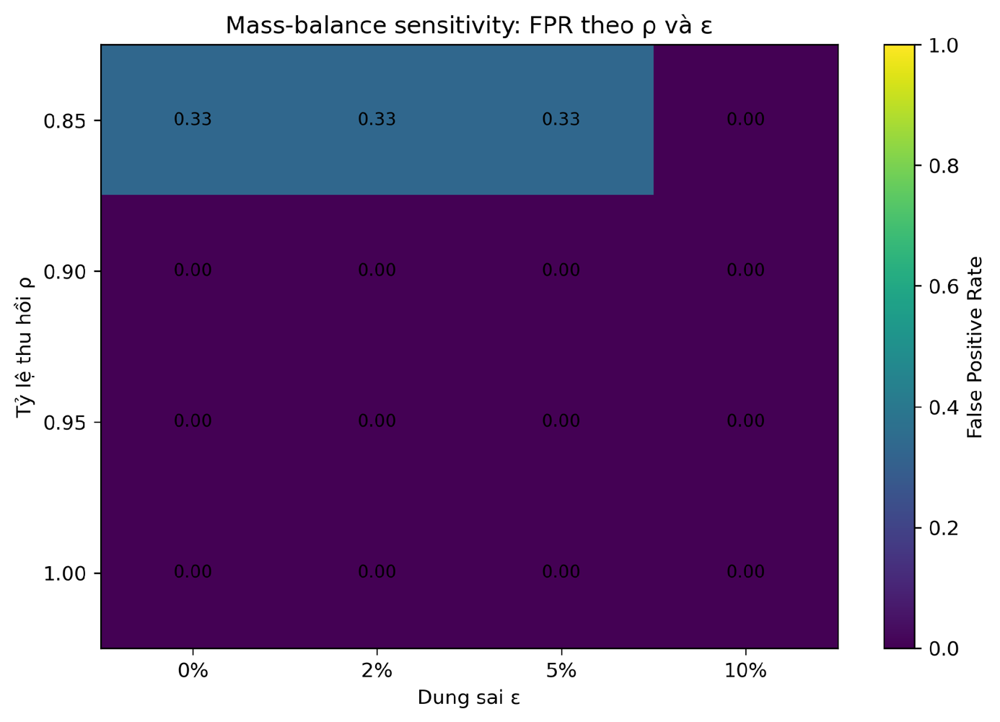 Mass-balance sensitivity: FPR theo ρ và ε
Tỷ lệ thu hồi ρ
0.85
0.33 0.33 0.33 0.00
0.90
0.00 0.00 0.00 0.00
0.95
0.00 0.00 0.00 0.00
1.00
0.00 0.00 0.00 0.00
0% 2% 5% 10%
Dung sai ε
1.0
0.8
0.6
0.4
0.2
0.0
False Positive Rate